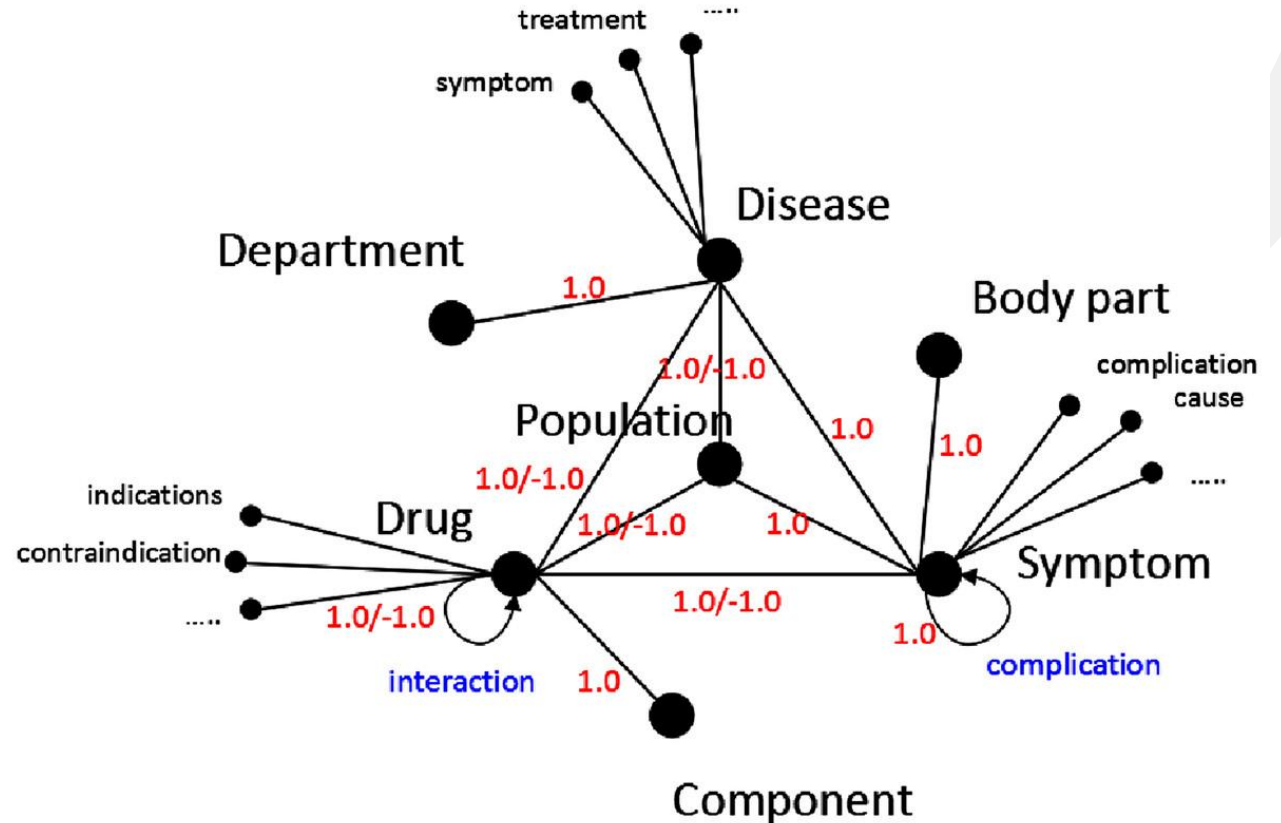 .....
treatment
symptom
Disease
Department
1.0
Body part
1.0/-1.0
complication
cause
Population
1.0
1.0
1.0/-1.0
.....
indications
Drug
1.0/-1.0
1.0
contraindication
Symptom
1.0/-1.0
.....
1.0/-1.0
1.0
interaction
1.0
complication
Component